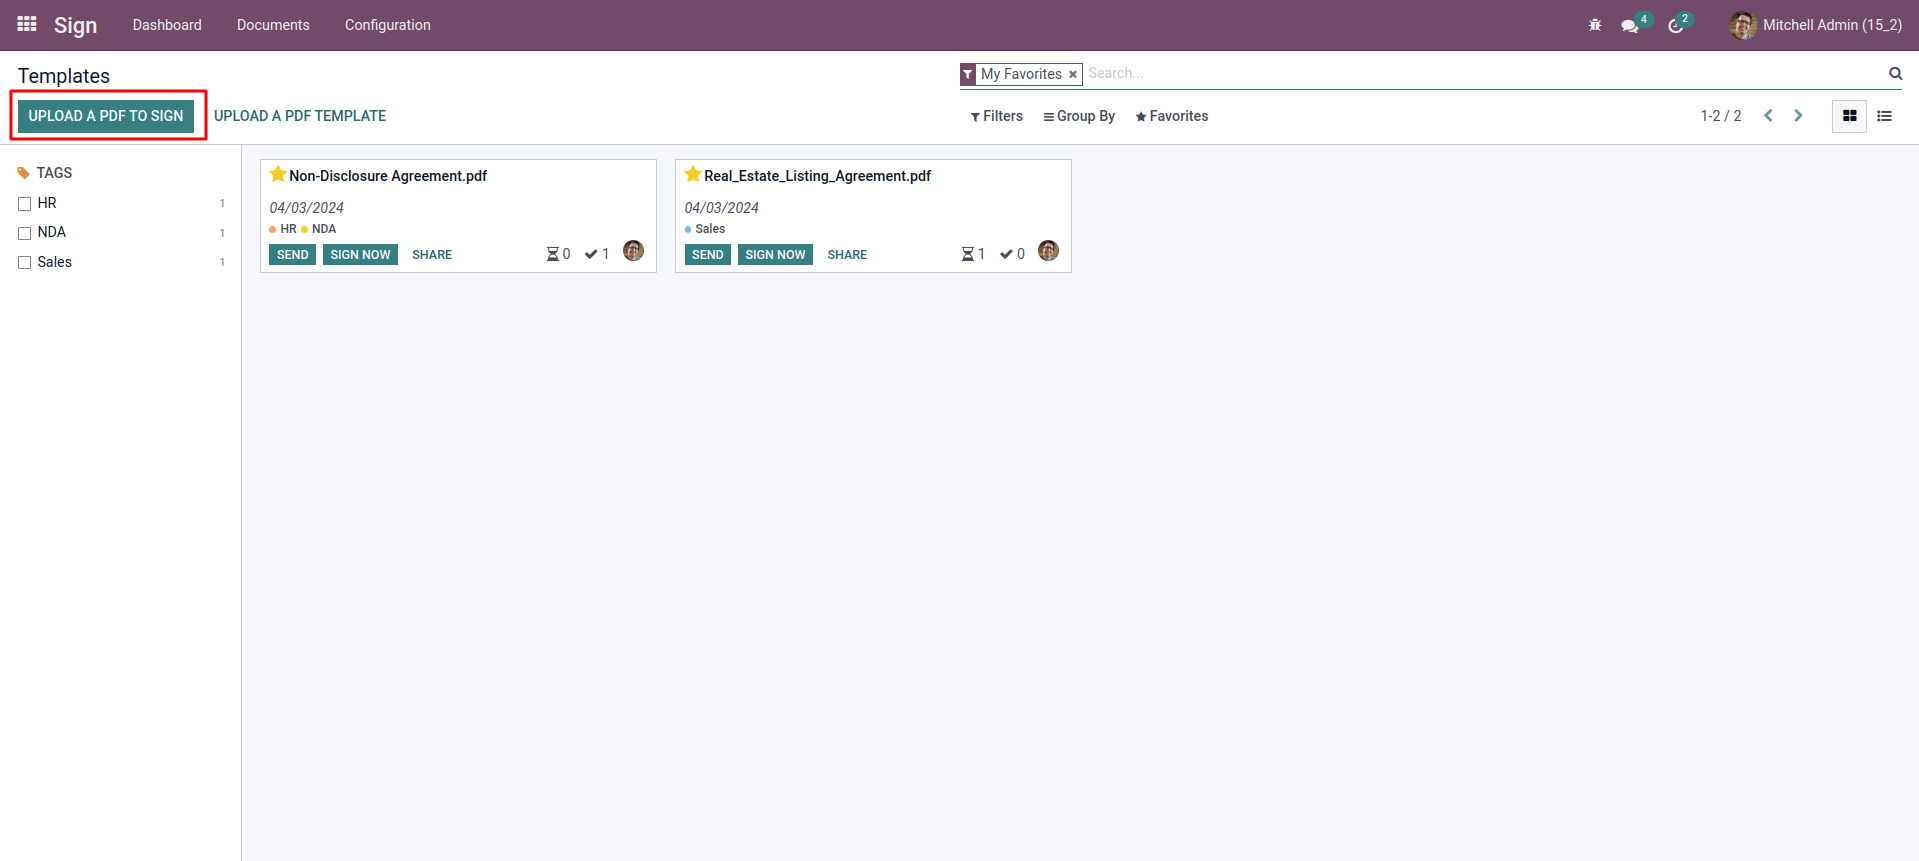 Sign Dashboard Documents Configuration 4 2 Mitchell Admin (15_2)
Templates
My Favorites × Search...
UPLOAD A PDF TO SIGN UPLOAD A PDF TEMPLATE
Filters Group By Favorites 1-2 / 2
TAGS
HR 1
NDA 1
Sales 1
Non-Disclosure Agreement.pdf
04/03/2024
HR NDA
SEND SIGN NOW SHARE 0 1
Real_Estate_Listing_Agreement.pdf
04/03/2024
Sales
SEND SIGN NOW SHARE 1 0